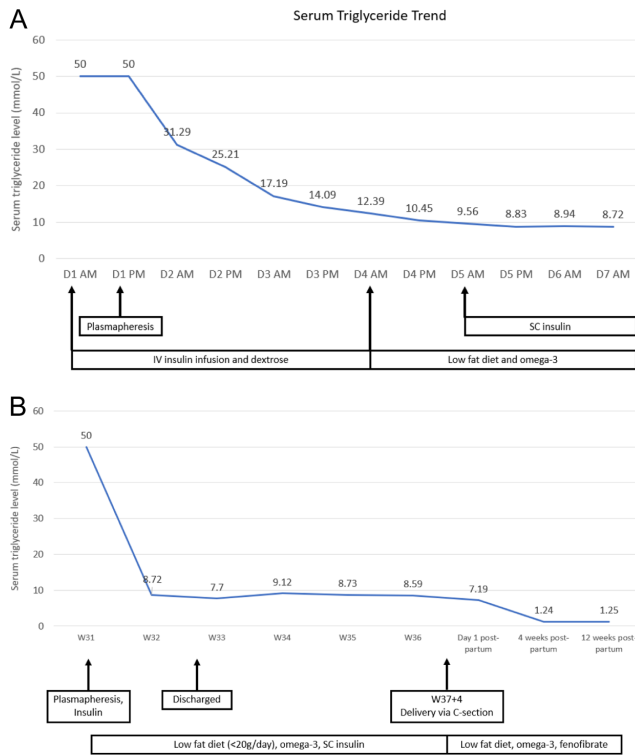 A
Serum Triglyceride Trend
Serum triglyceride level (mmol/L)
60
50
40
30
20
10
0
50 50 31.29 25.21 17.19 14.09 12.39 10.45 9.56 8.83 8.94 8.72
D1 AM D1 PM D2 AM D2 PM D3 AM D3 PM D4 AM D4 PM D5 AM D5 PM D6 AM D7 AM
Plasmapheresis
SC insulin
IV insulin infusion and dextrose
Low fat diet and omega-3
B
Serum triglyceride level (mmol/L)
60
50
40
30
20
10
0
50 8.72 7.7 9.12 8.73 8.59 7.19 1.24 1.25
W31 W32 W33 W34 W35 W36 Day 1 post- 4 weeks post- 12 weeks post-
partum partum partum
Plasmapheresis,
Insulin
Discharged
W37+4
Delivery via C-section
Low fat diet (<20g/day), omega-3, SC insulin
Low fat diet, omega-3, fenofibrate